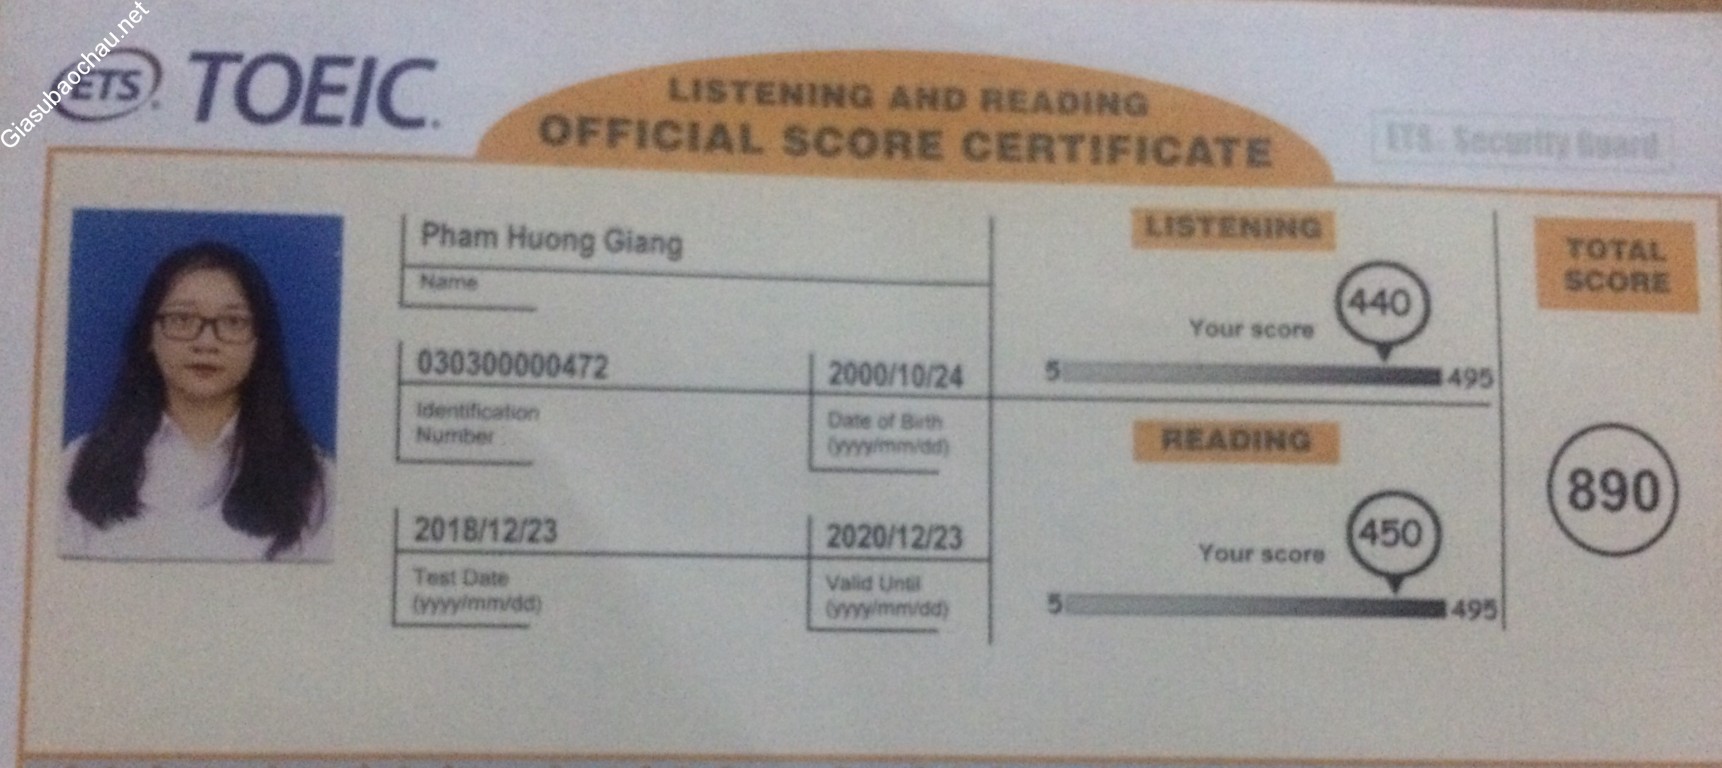 Giasubaochau.net
ETS® TOEIC®
LISTENING AND READING
OFFICIAL SCORE CERTIFICATE
ETS. Security Guard
Pham Huong Giang
Name
030300000472
Identification
Number
2000/10/24
Date of Birth
(yyyy/mm/dd)
2018/12/23
Test Date
(yyyy/mm/dd)
2020/12/23
Valid Until
(yyyy/mm/dd)
LISTENING
440
Your score
5 495
READING
450
Your score
5 495
TOTAL
SCORE
890